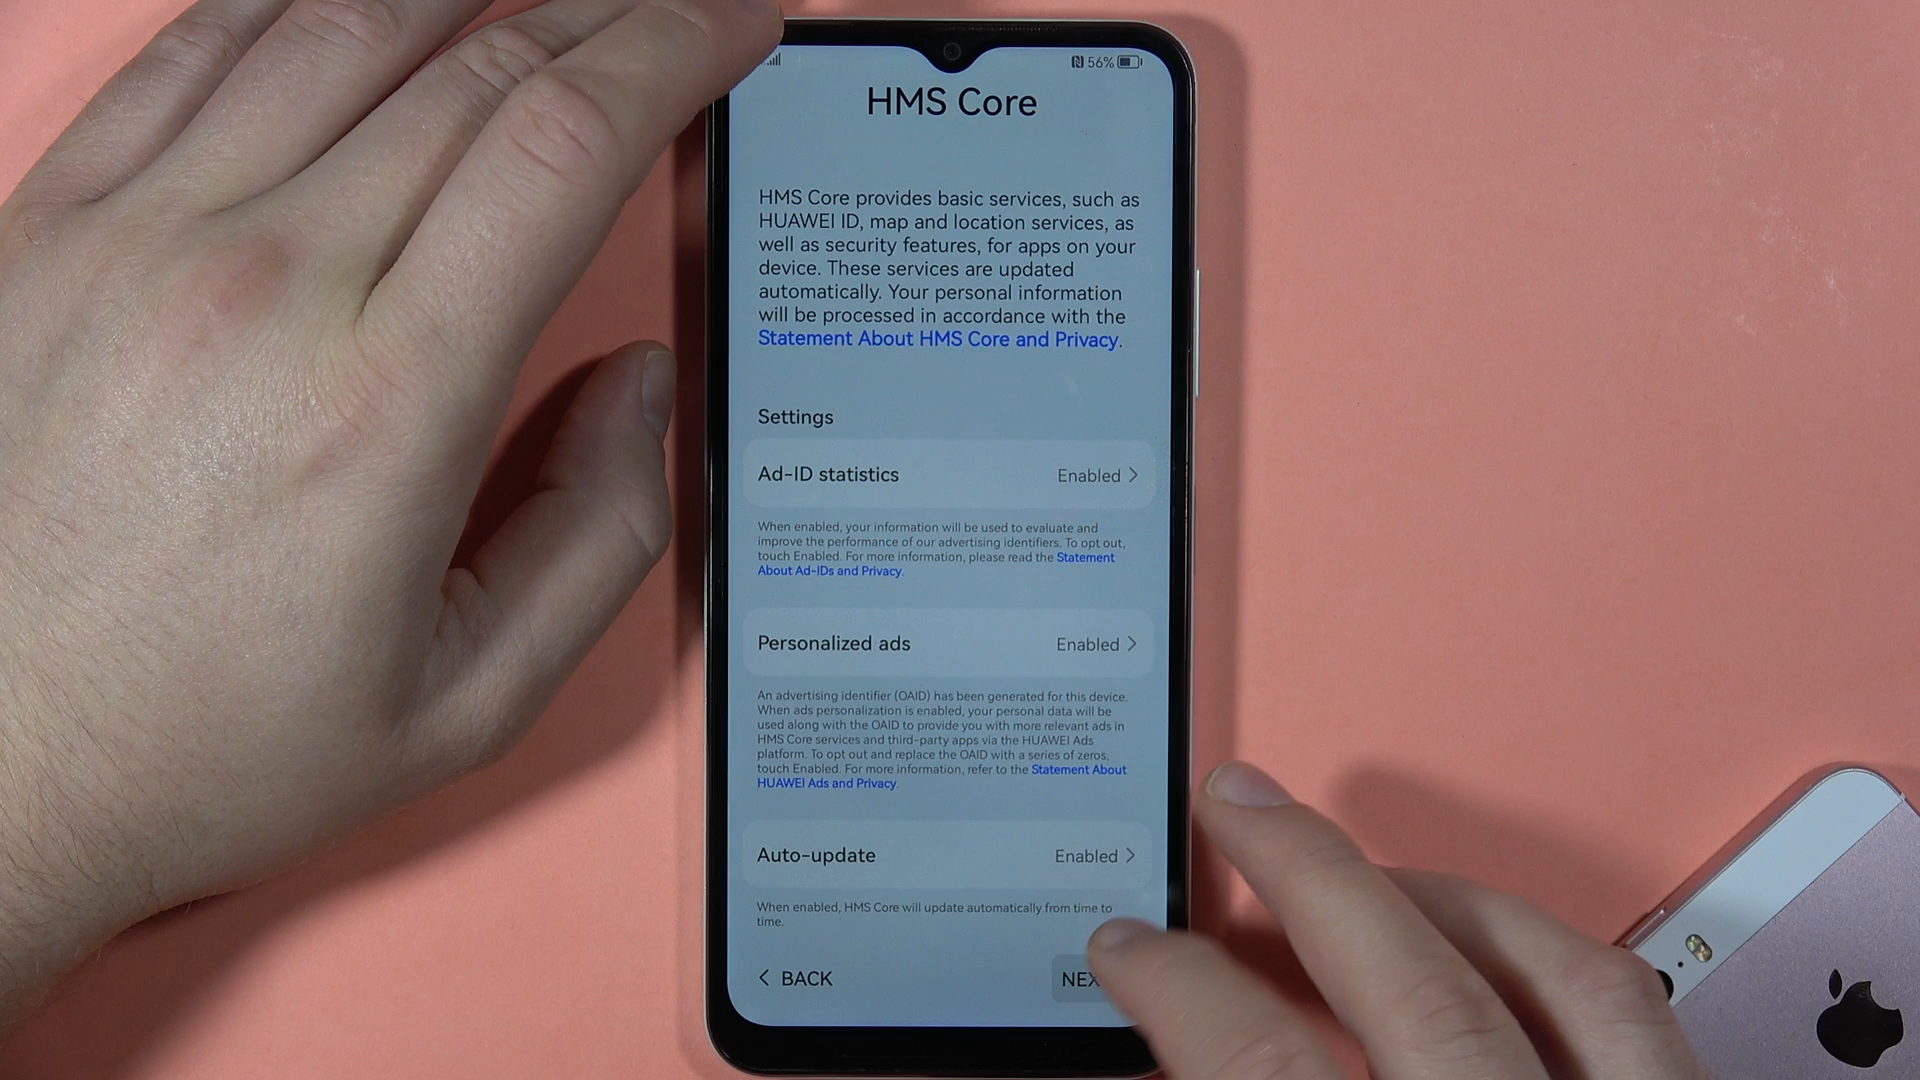 56%
HMS Core
HMS Core provides basic services, such as
HUAWEI ID, map and location services, as
well as security features, for apps on your
device. These services are updated
automatically. Your personal information
will be processed in accordance with the
Statement About HMS Core and Privacy.
Settings
Ad-ID statistics Enabled
When enabled, your information will be used to evaluate and
improve the performance of our advertising identifiers. To opt out,
touch Enabled. For more information, please read the Statement
About Ad-IDs and Privacy.
Personalized ads Enabled
An advertising identifier (OAID) has been generated for this device.
When ads personalization is enabled, your personal data will be
used along with the OAID to provide you with more relevant ads in
HMS Core services and third-party apps via the HUAWEI Ads
platform. To opt out and replace the OAID with a series of zeros,
touch Enabled. For more information, refer to the Statement About
HUAWEI Ads and Privacy.
Auto-update Enabled
When enabled, HMS Core will update automatically from time to
time.
BACK NEX